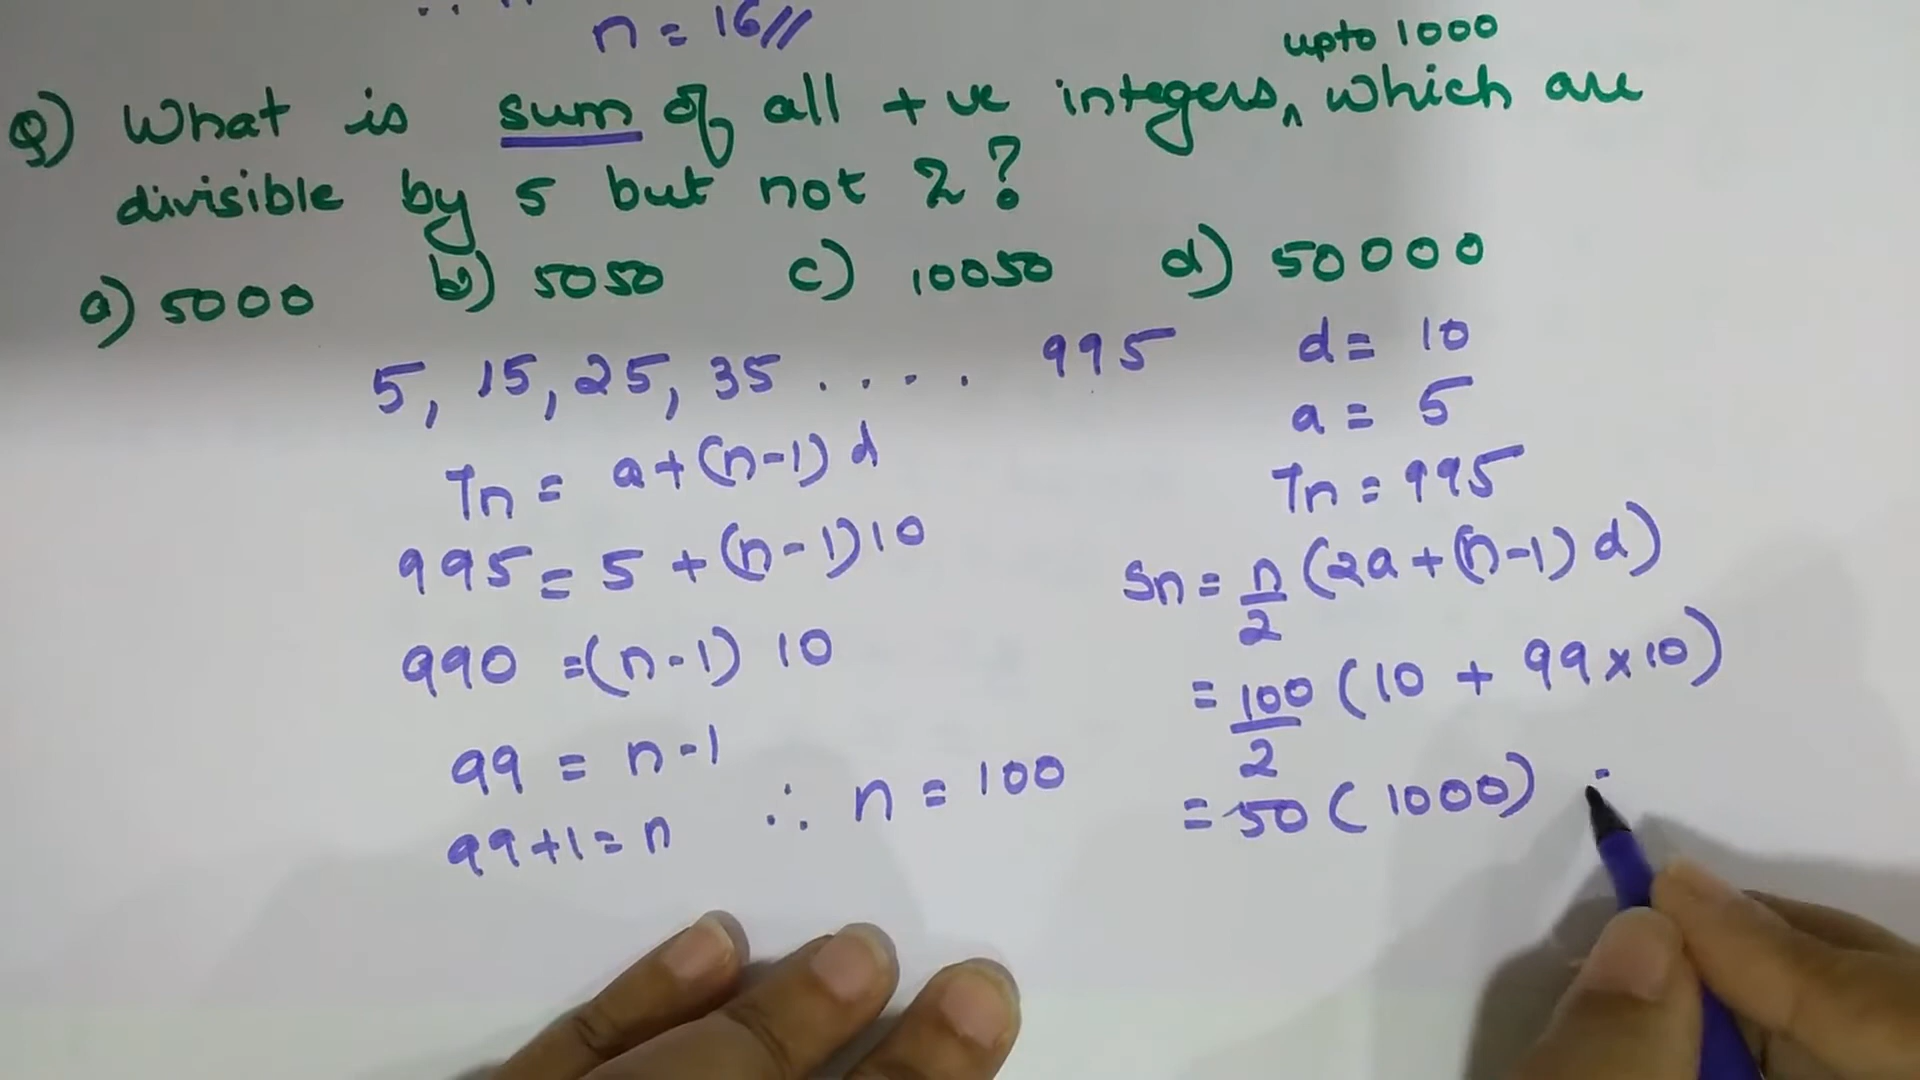 n = 16//
upto 1000
Q) What is sum of all +ve integers, which are
divisible by 5 but not 2?
a) 5000 b) 5050 c) 10050 d) 50000
5, 15, 25, 35 .... 995
d = 10
a = 5
Tn = 995
Tn = a+(n-1)d
995 = 5 + (n-1)10
990 =(n-1) 10
99 = n-1
99+1=n
∴ n = 100
Sn = n/2 (2a+(n-1)d)
= 100/2 (10 + 99×10)
= 50 (1000)